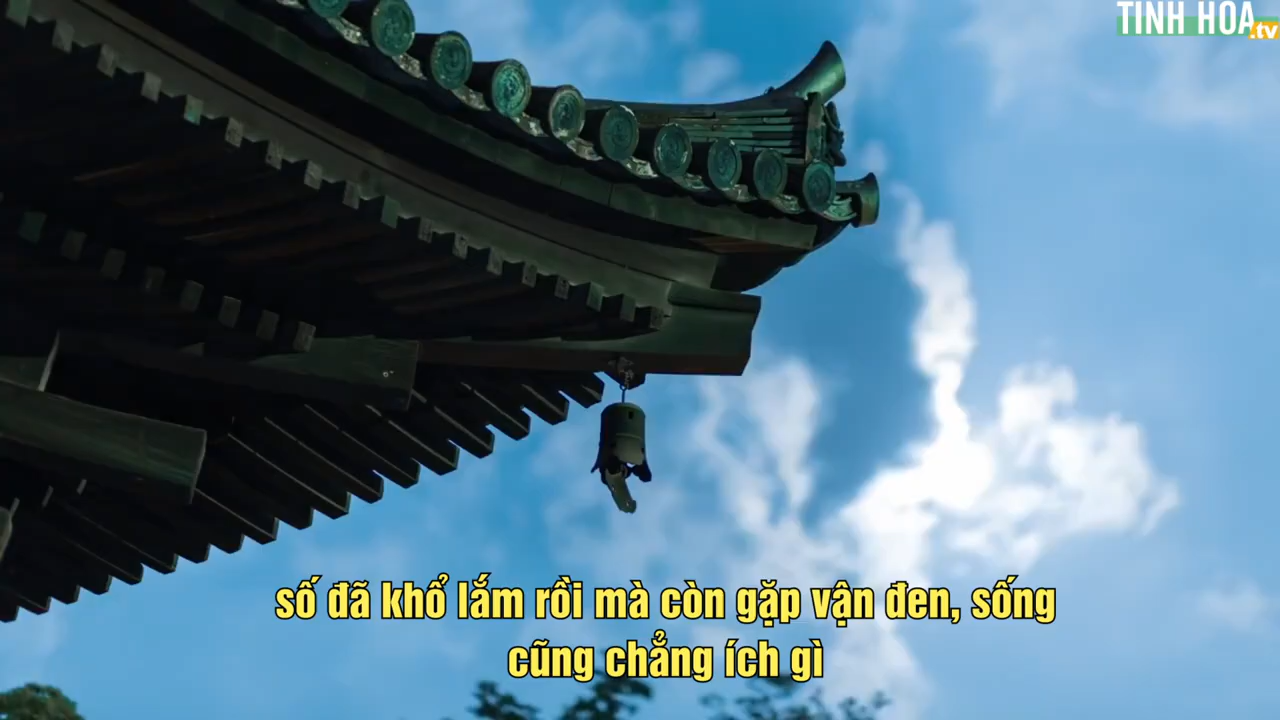 TINH HOA
.tv
số đã khổ lắm rồi mà còn gặp vận đen, sống
cũng chẳng ích gì